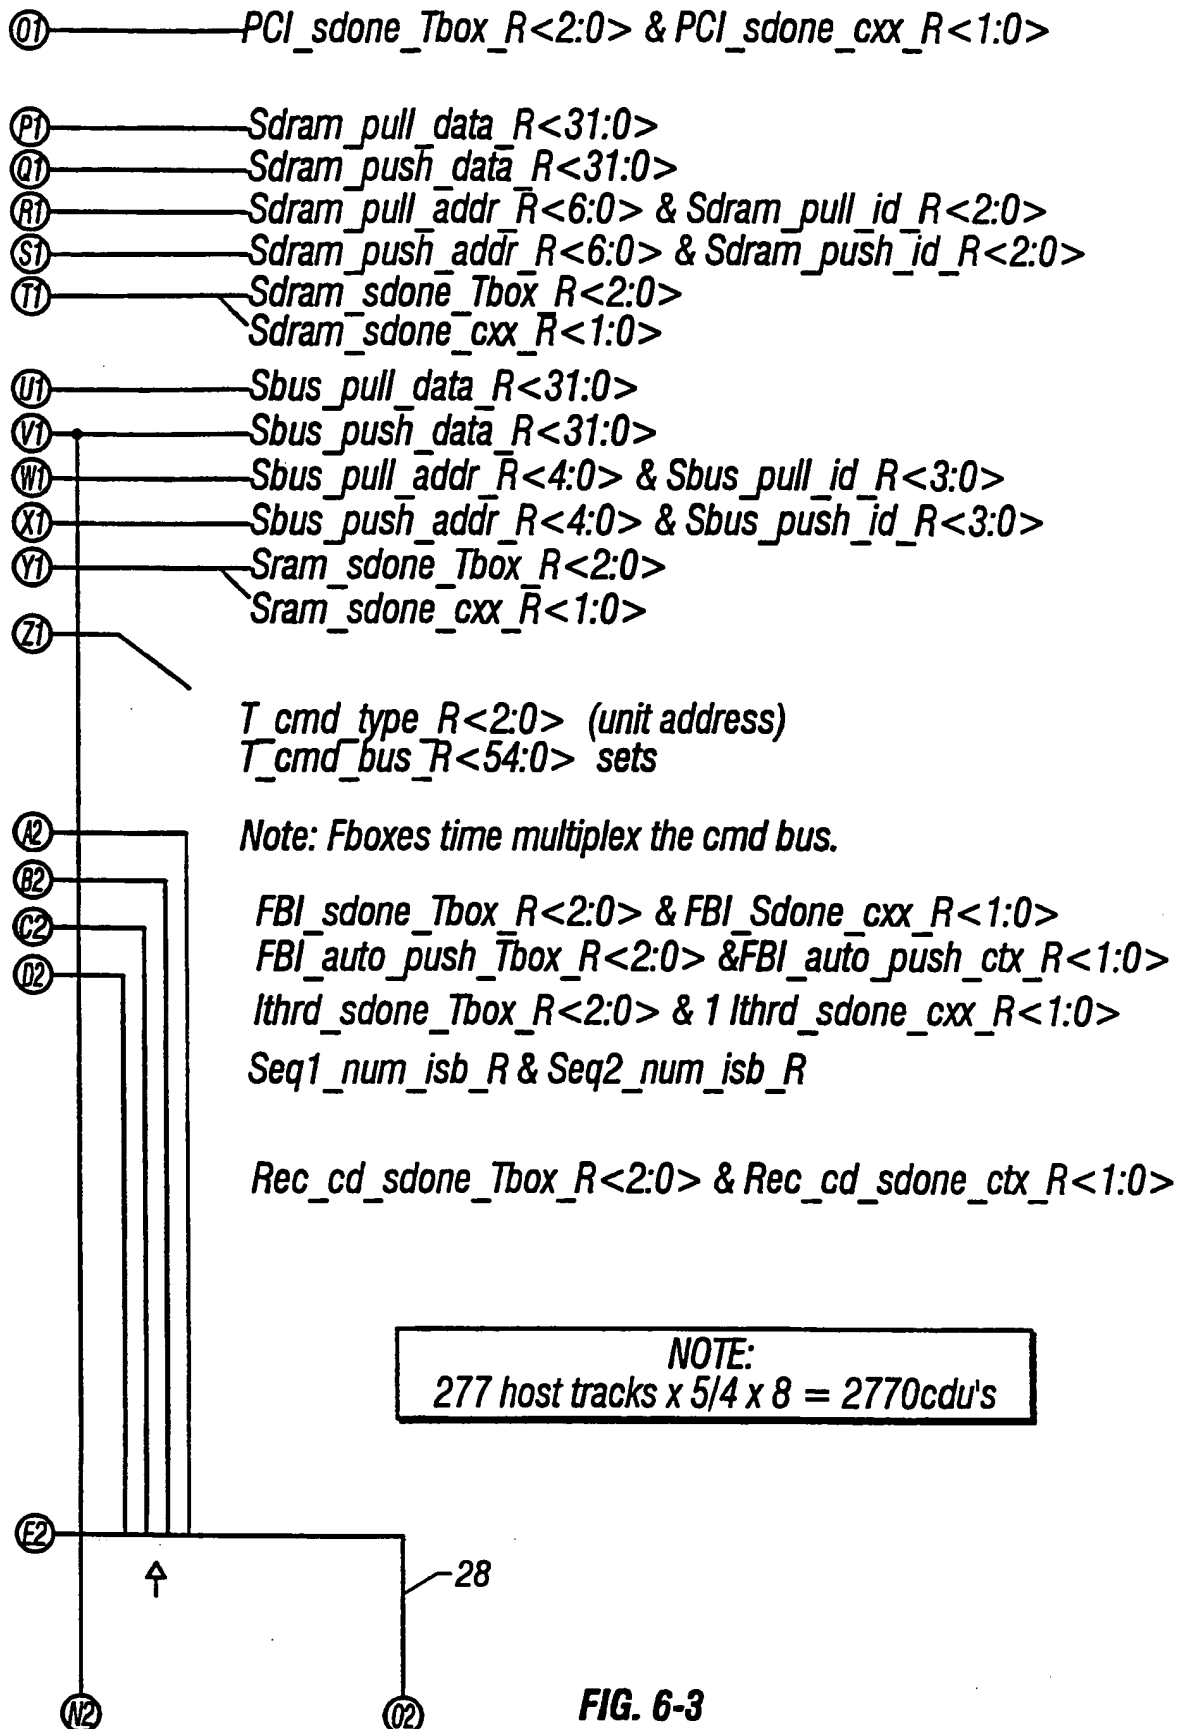 O1 PCI_sdone_Tbox_R<2:0> & PCI_sdone_cxx_R<1:0>
P1 Sdram_pull_data_R<31:0>
Q1 Sdram_push_data_R<31:0>
R1 Sdram_pull_addr_R<6:0> & Sdram_pull_id_R<2:0>
S1 Sdram_push_addr_R<6:0> & Sdram_push_id_R<2:0>
T1 Sdram_sdone_Tbox_R<2:0>
Sdram_sdone_cxx_R<1:0>
U1 Sbus_pull_data_R<31:0>
V1 Sbus_push_data_R<31:0>
W1 Sbus_pull_addr_R<4:0> & Sbus_pull_id_R<3:0>
X1 Sbus_push_addr_R<4:0> & Sbus_push_id_R<3:0>
Y1 Sram_sdone_Tbox_R<2:0>
Sram_sdone_cxx_R<1:0>
Z1
T_cmd_type_R<2:0> (unit address)
T_cmd_bus_R<54:0> sets
A2 Note: Fboxes time multiplex the cmd bus.
B2
FBI_sdone_Tbox_R<2:0> & FBI_Sdone_cxx_R<1:0>
C2
FBI_auto_push_Tbox_R<2:0> &FBI_auto_push_ctx_R<1:0>
D2
Ithrd_sdone_Tbox_R<2:0> & 1 Ithrd_sdone_cxx_R<1:0>
Seq1_num_isb_R & Seq2_num_isb_R
Rec_cd_sdone_Tbox_R<2:0> & Rec_cd_sdone_ctx_R<1:0>
NOTE:
277 host tracks x 5/4 x 8 = 2770cdu's
E2
28
N2
O2
FIG. 6-3